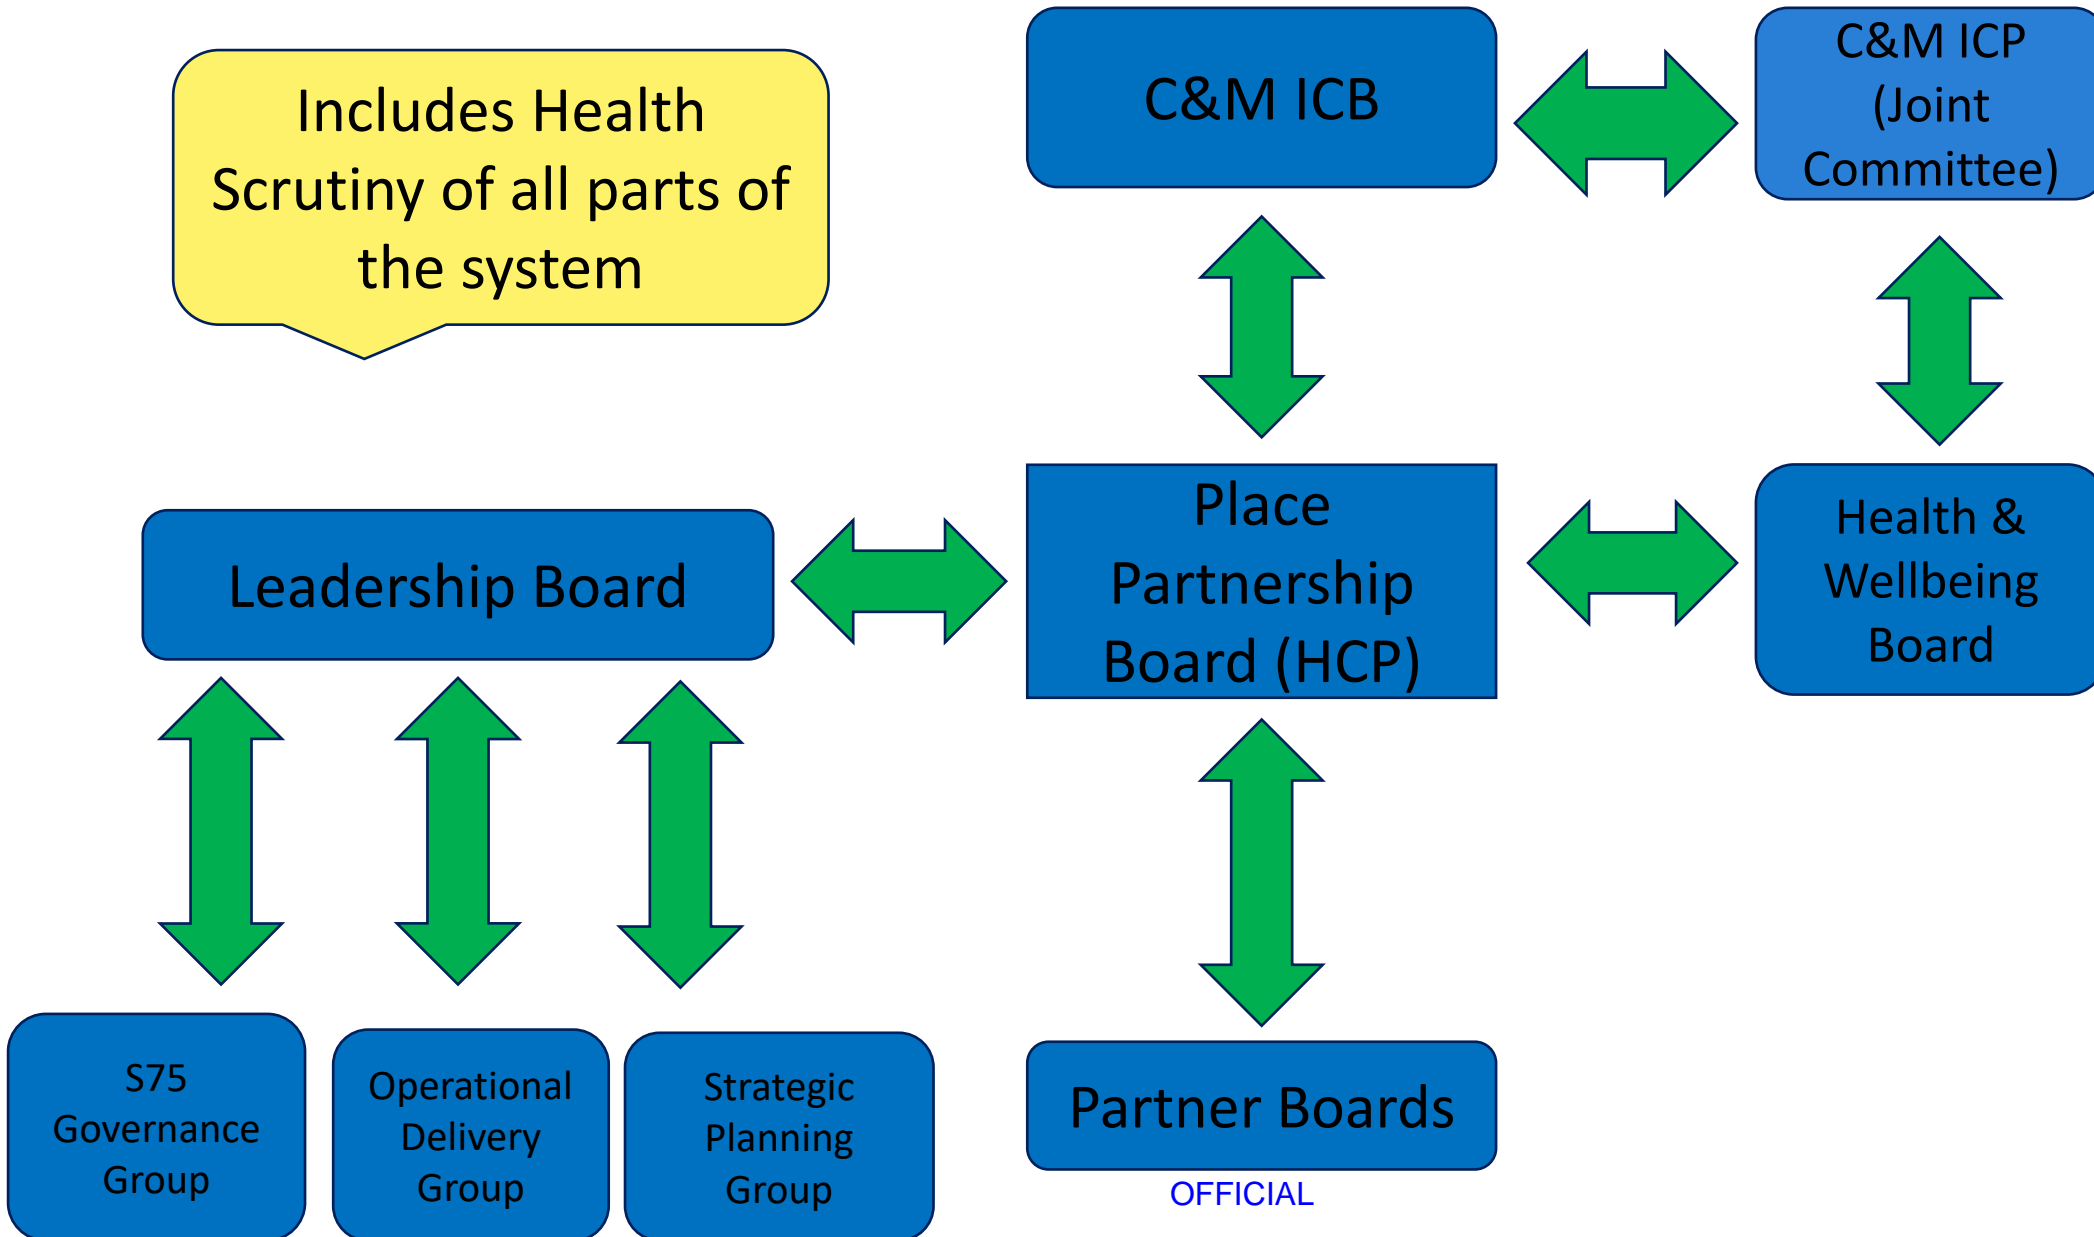 Includes Health
Scrutiny of all parts of
the system
C&M ICB
C&M ICP
(Joint
Committee)
Leadership Board
Place
Partnership
Board (HCP)
Health &
Wellbeing
Board
S75
Governance
Group
Operational
Delivery
Group
Strategic
Planning
Group
Partner Boards
OFFICIAL